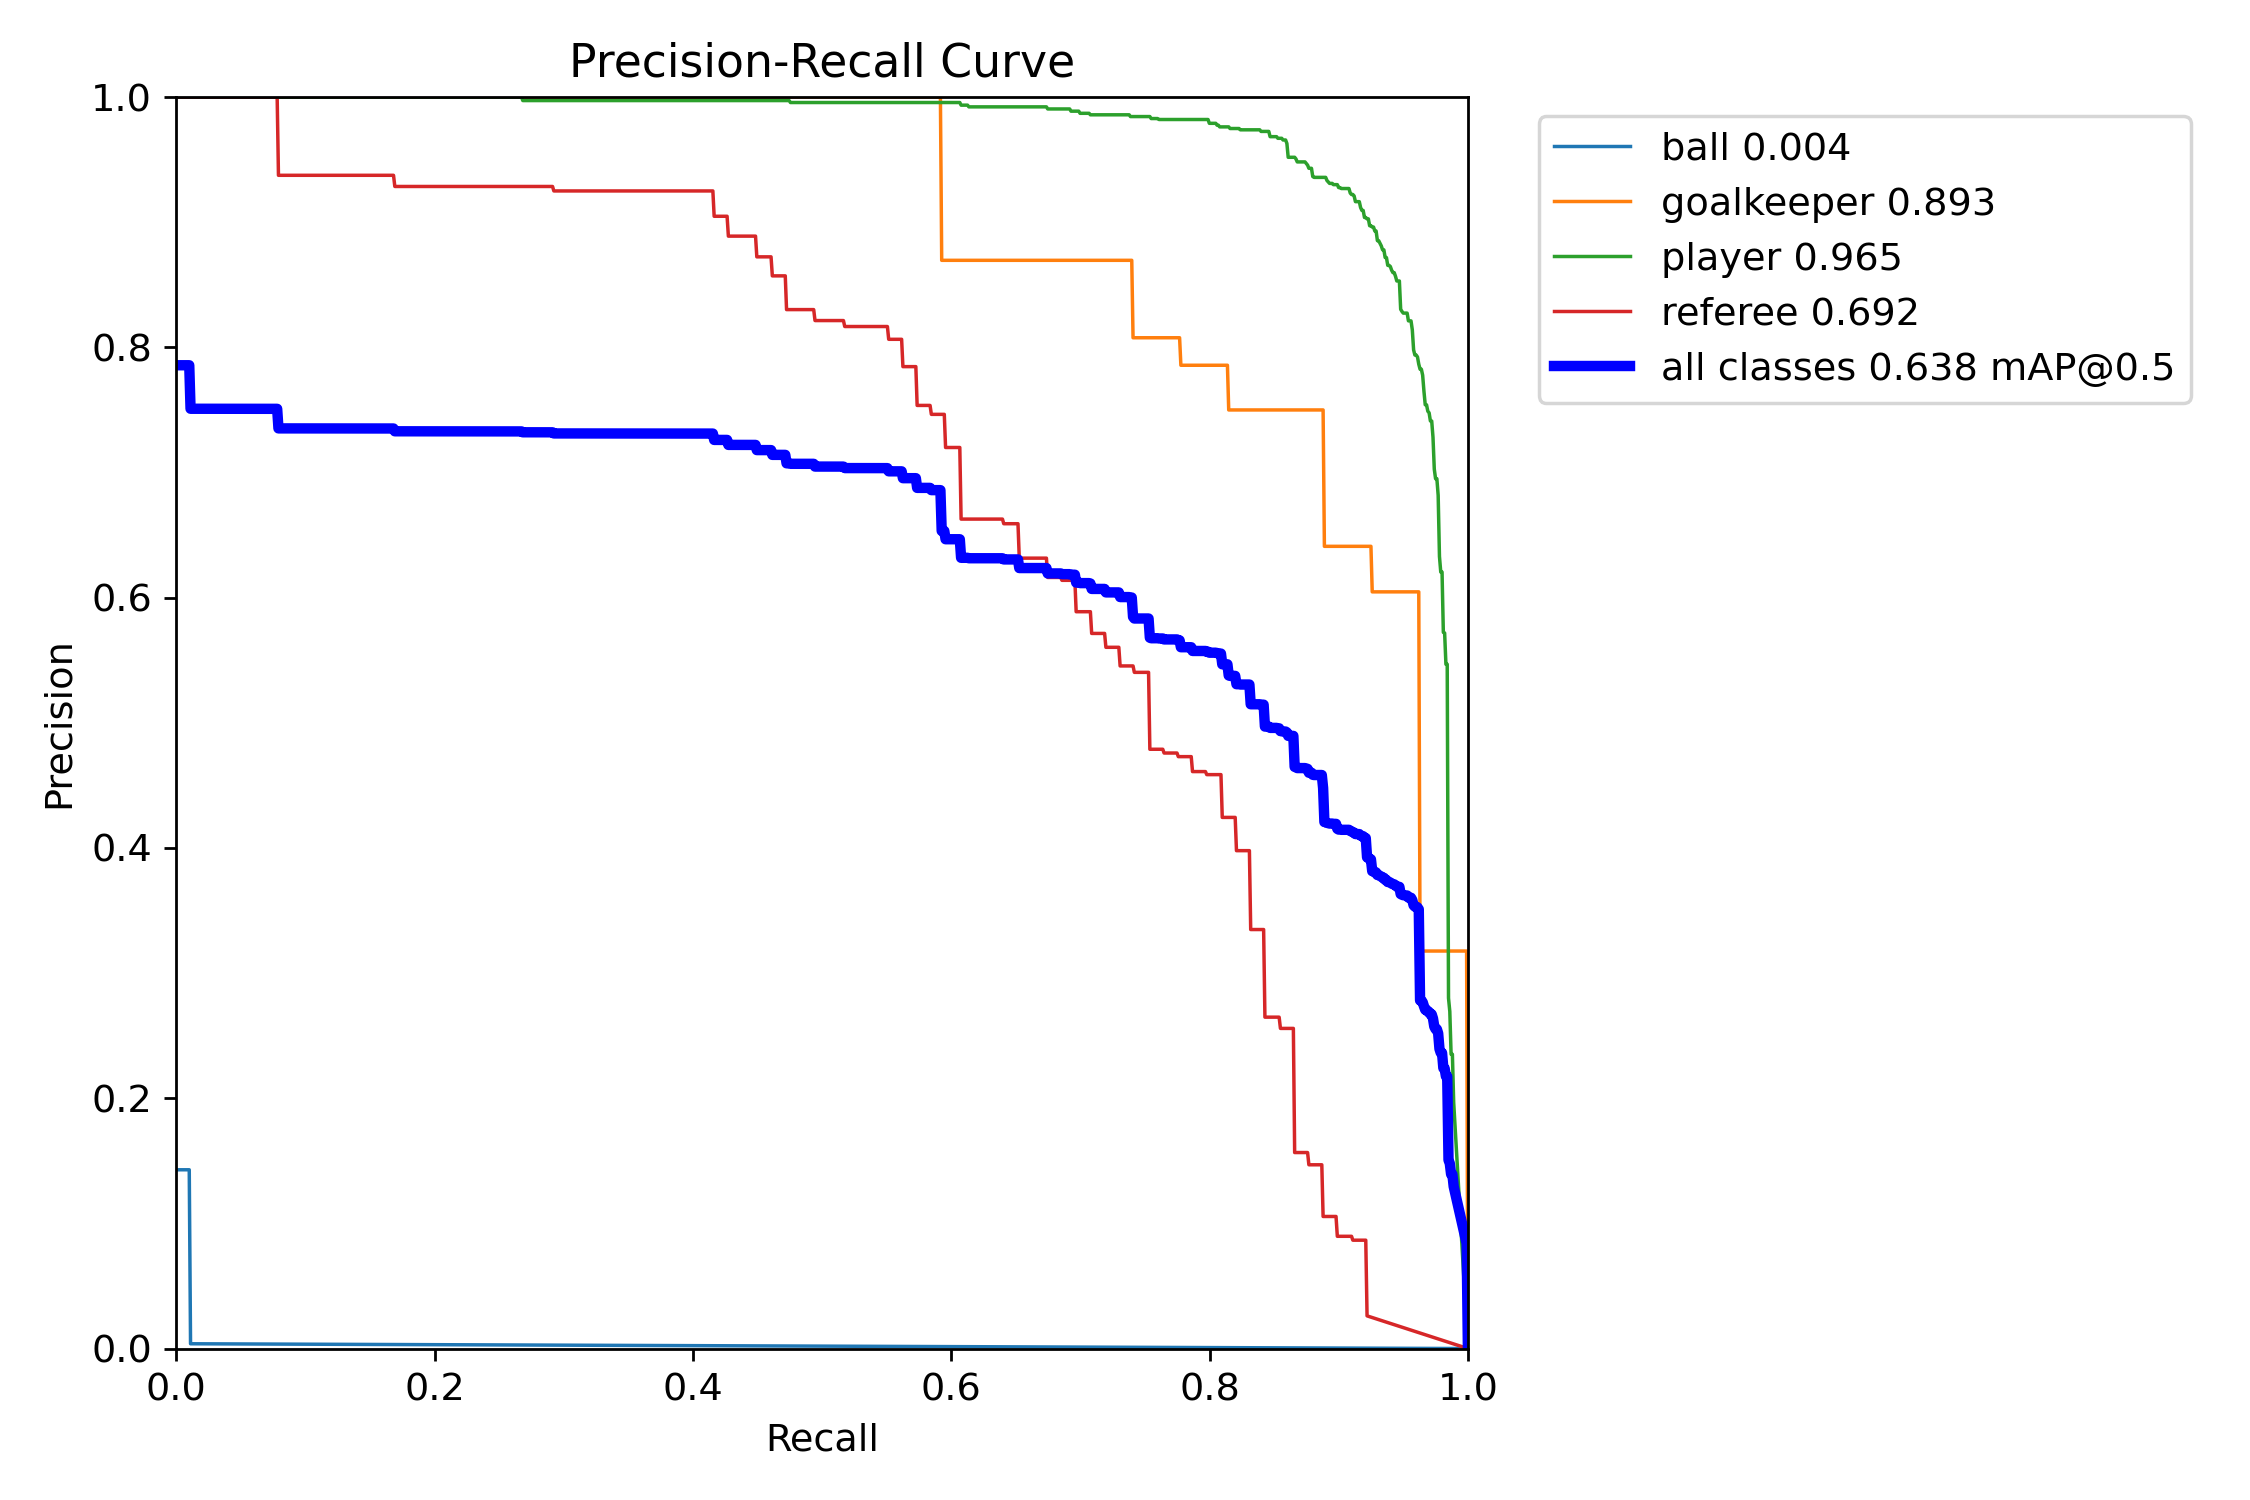 Precision-Recall Curve
1.0
0.8
0.6
0.4
0.2
0.0
Precision
0.0 0.2 0.4 0.6 0.8 1.0
Recall
ball 0.004
goalkeeper 0.893
player 0.965
referee 0.692
all classes 0.638 mAP@0.5